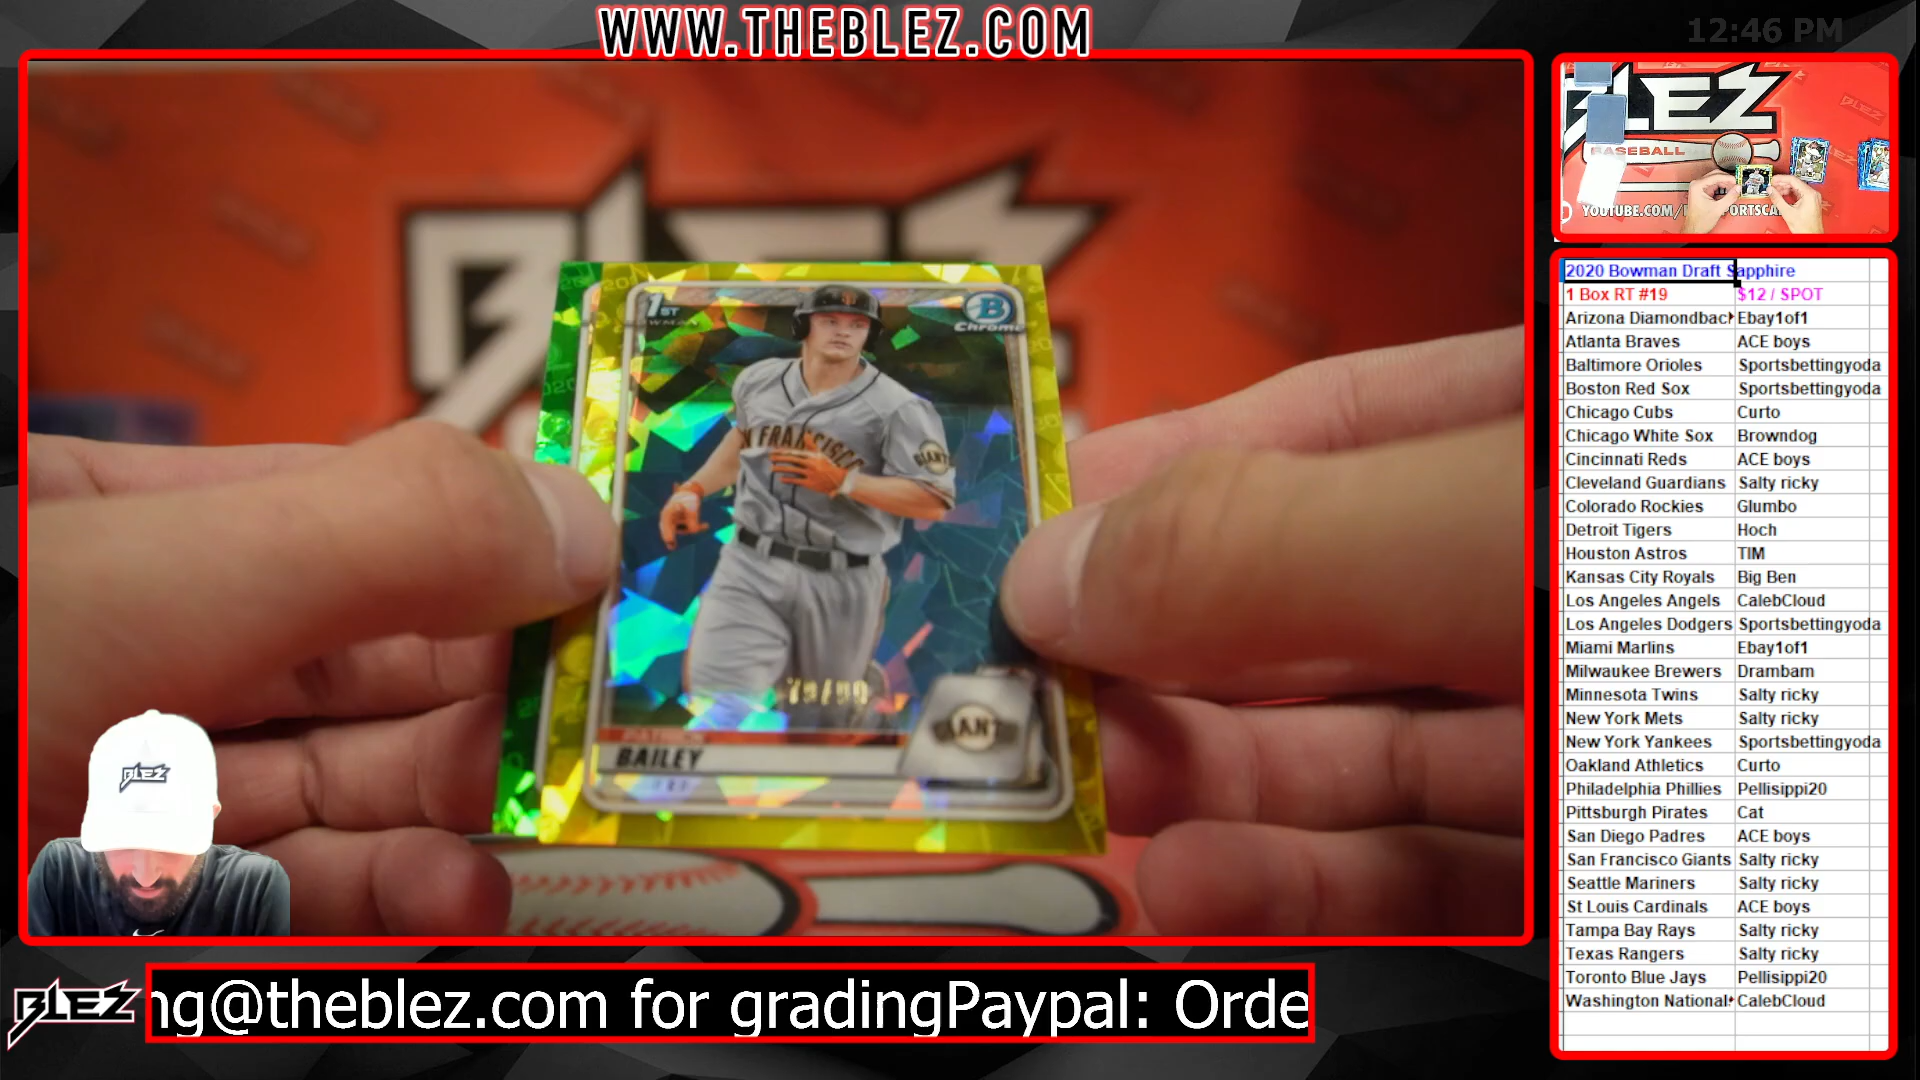 WWW.THEBLEZ.COM
12:46 PM
BLEZ
BASEBALL
YOUTUBE.COM/
PORTSCA
1ST
B
Chrome
SAN FRANCISCO
GIANTS
BAILEY
GIANTS
BLEZ
2020 Bowman Draft Sapphire
1 Box RT #19 $12 / SPOT
Arizona Diamondbac Ebay1of1
Atlanta Braves ACE boys
Baltimore Orioles Sportsbettingyoda
Boston Red Sox Sportsbettingyoda
Chicago Cubs Curto
Chicago White Sox Browndog
Cincinnati Reds ACE boys
Cleveland Guardians Salty ricky
Colorado Rockies Glumbo
Detroit Tigers Hoch
Houston Astros TIM
Kansas City Royals Big Ben
Los Angeles Angels CalebCloud
Los Angeles Dodgers Sportsbettingyoda
Miami Marlins Ebay1of1
Milwaukee Brewers Drambam
Minnesota Twins Salty ricky
New York Mets Salty ricky
New York Yankees Sportsbettingyoda
Oakland Athletics Curto
Philadelphia Phillies Pellisippi20
Pittsburgh Pirates Cat
San Diego Padres ACE boys
San Francisco Giants Salty ricky
Seattle Mariners Salty ricky
St Louis Cardinals ACE boys
Tampa Bay Rays Salty ricky
Texas Rangers Salty ricky
Toronto Blue Jays Pellisippi20
Washington National CalebCloud
BLEZ
ng@theblez.com for gradingPaypal: Orde